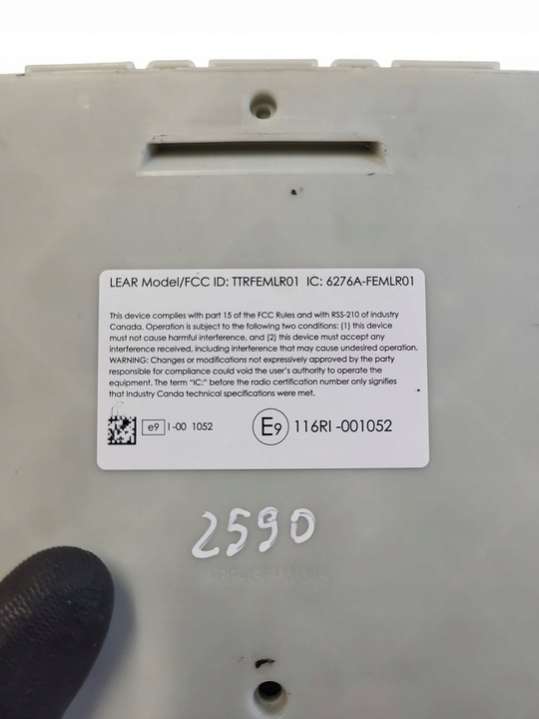 LEAR Model/FCC ID: TTRFEMLR01 IC: 6276A-FEMLR01
This device complies with part 15 of the FCC Rules and with RSS-210 of Industry
Canada. Operation is subject to the following two conditions: (1) this device
must not cause harmful interference, and (2) this device must accept any
interference received, including interference that may cause undesired operation.
WARNING: Changes or modifications not expressively approved by the party
responsible for compliance could void the user's authority to operate the
equipment. The term "IC:" before the radio certification number only signifies
that Industry Canda technical specifications were met.
e9 I-00 1052 E9 116RI -001052
2590